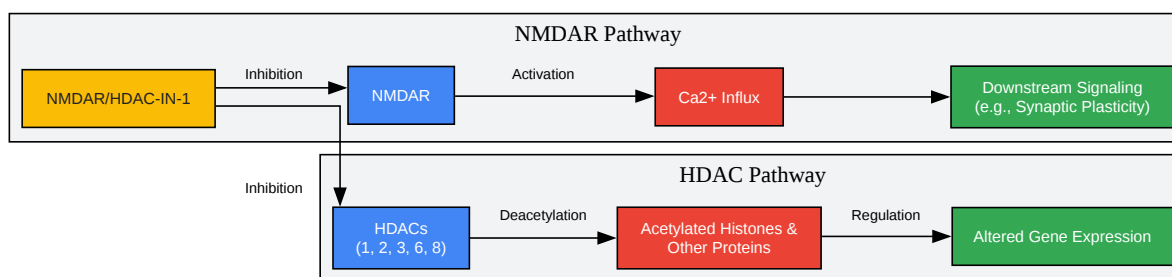 NMDAR Pathway
NMDAR/HDAC-IN-1
Inhibition
NMDAR
Activation
Ca2+ Influx
Downstream Signaling
(e.g., Synaptic Plasticity)
Inhibition
HDAC Pathway
HDACs
(1, 2, 3, 6, 8)
Deacetylation
Acetylated Histones &
Other Proteins
Regulation
Altered Gene Expression